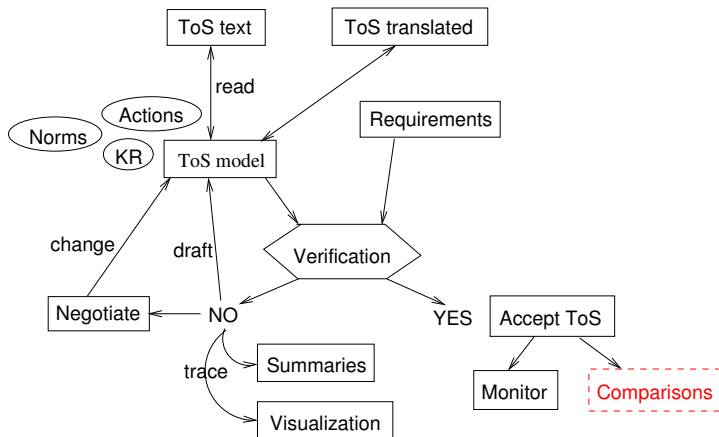 ToS text
ToS translated
read
Actions
Requirements
Norms
KR
ToS model
change
draft
Verification
Negotiate
NO
YES
Accept ToS
trace
Summaries
Monitor
Comparisons
Visualization